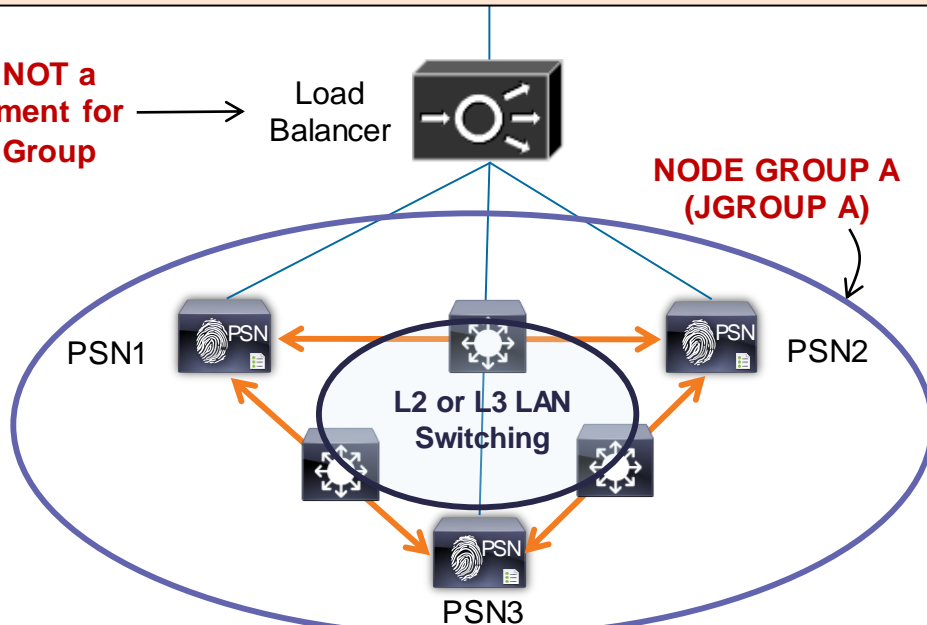 NOT a
ment for
Group
Load
Balancer
NODE GROUP A
(JGROUP A)
PSN
PSN
PSN1
PSN2
L2 or L3 LAN
Switching
PSN
PSN3